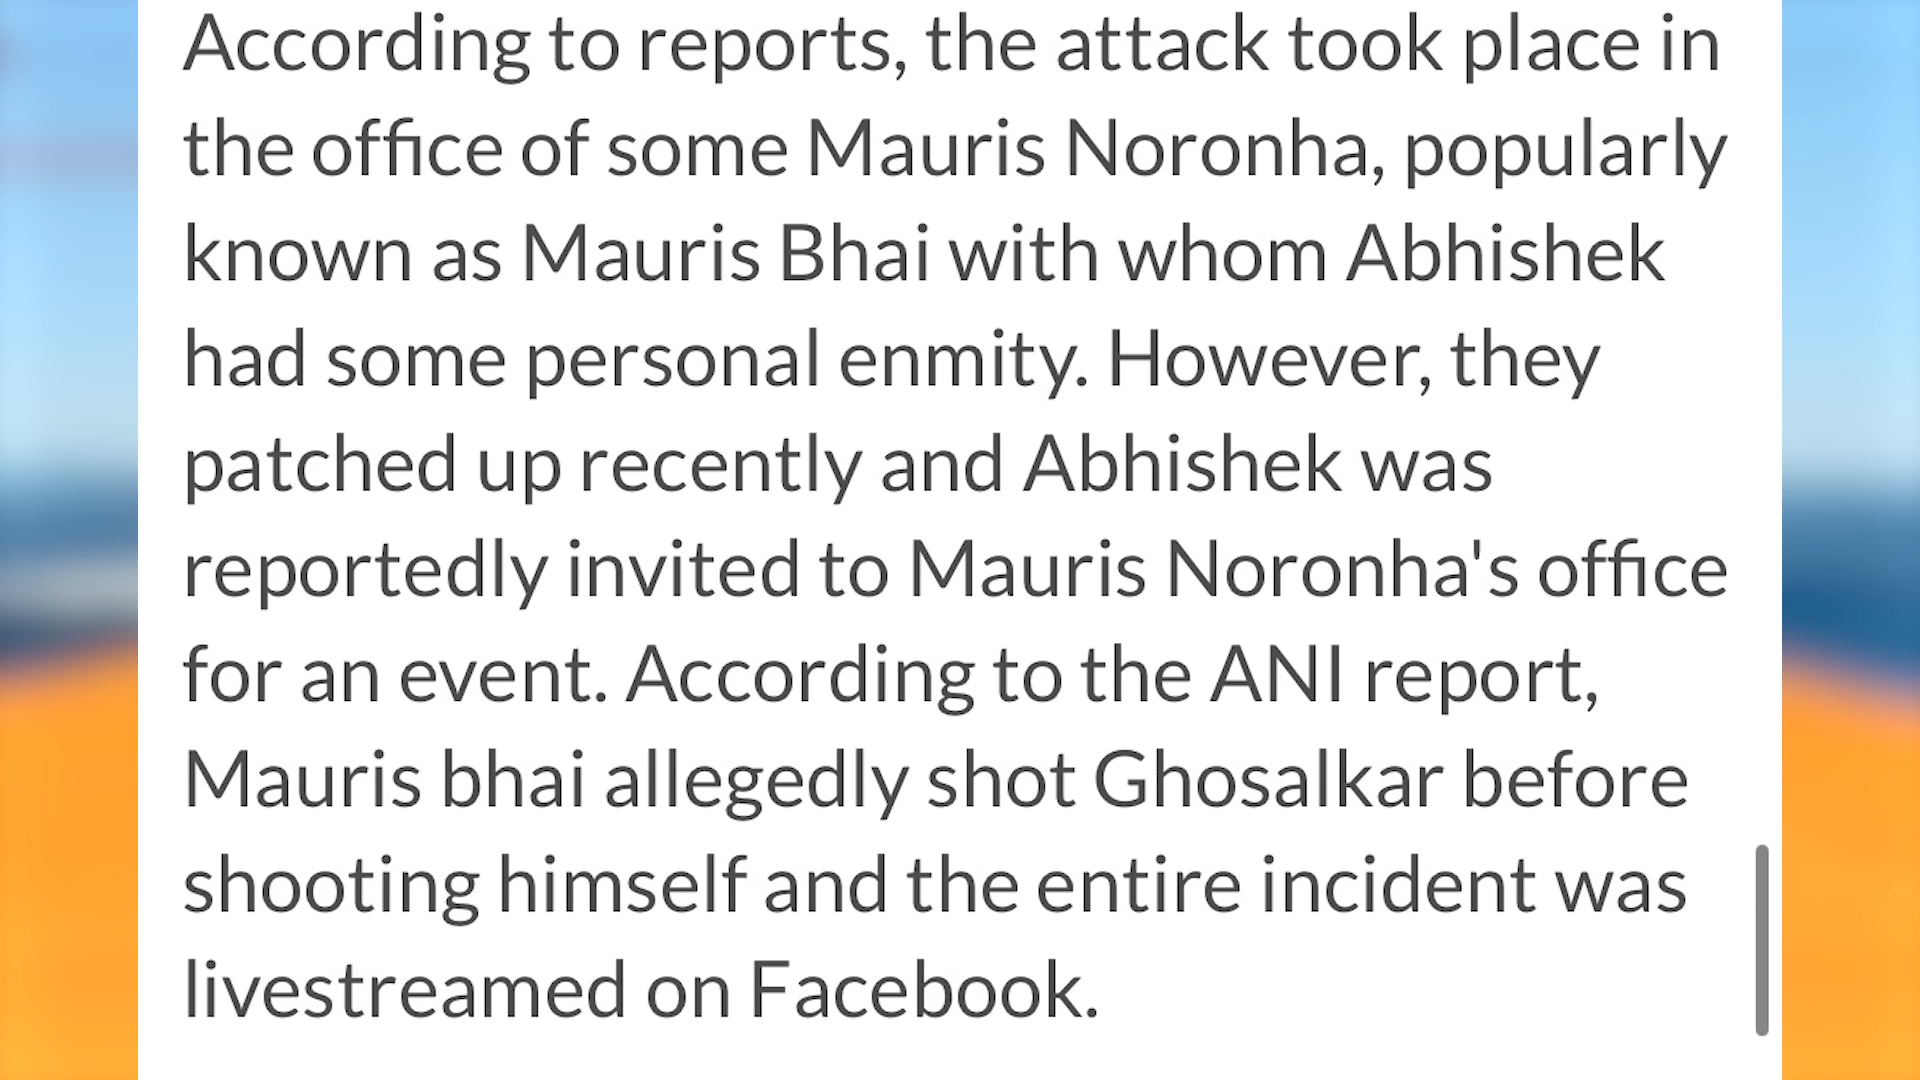 According to reports, the attack took place in
the office of some Mauris Noronha, popularly
known as Mauris Bhai with whom Abhishek
had some personal enmity. However, they
patched up recently and Abhishek was
reportedly invited to Mauris Noronha's office
for an event. According to the ANI report,
Mauris bhai allegedly shot Ghosalkar before
shooting himself and the entire incident was
livestreamed on Facebook.